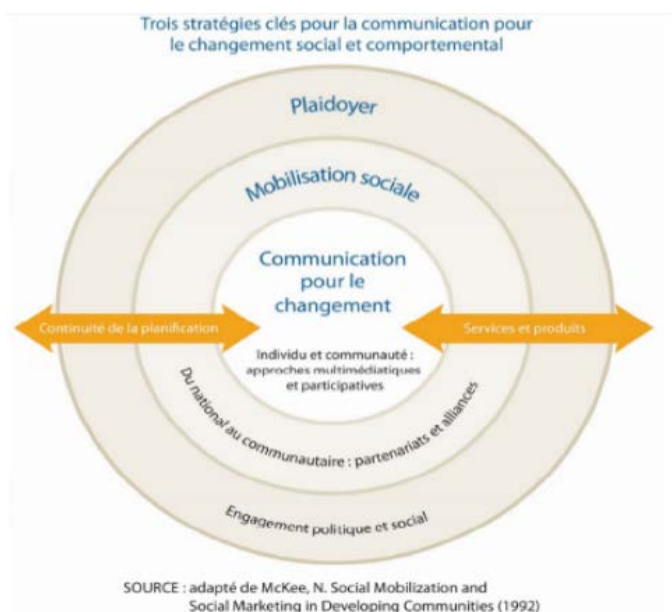 Trois stratégies clés pour la communication pour
le changement social et comportemental
Plaidoyer
Mobilisation sociale
Communication
pour le
changement
Continuité de la planification
Services et produits
Individu et communauté :
approches multimédiatiques
et participatives
Du national au communautaire : partenariats et alliances
Engagement politique et social
SOURCE : adapté de McKee, N. Social Mobilization and
Social Marketing in Developing Communities (1992)